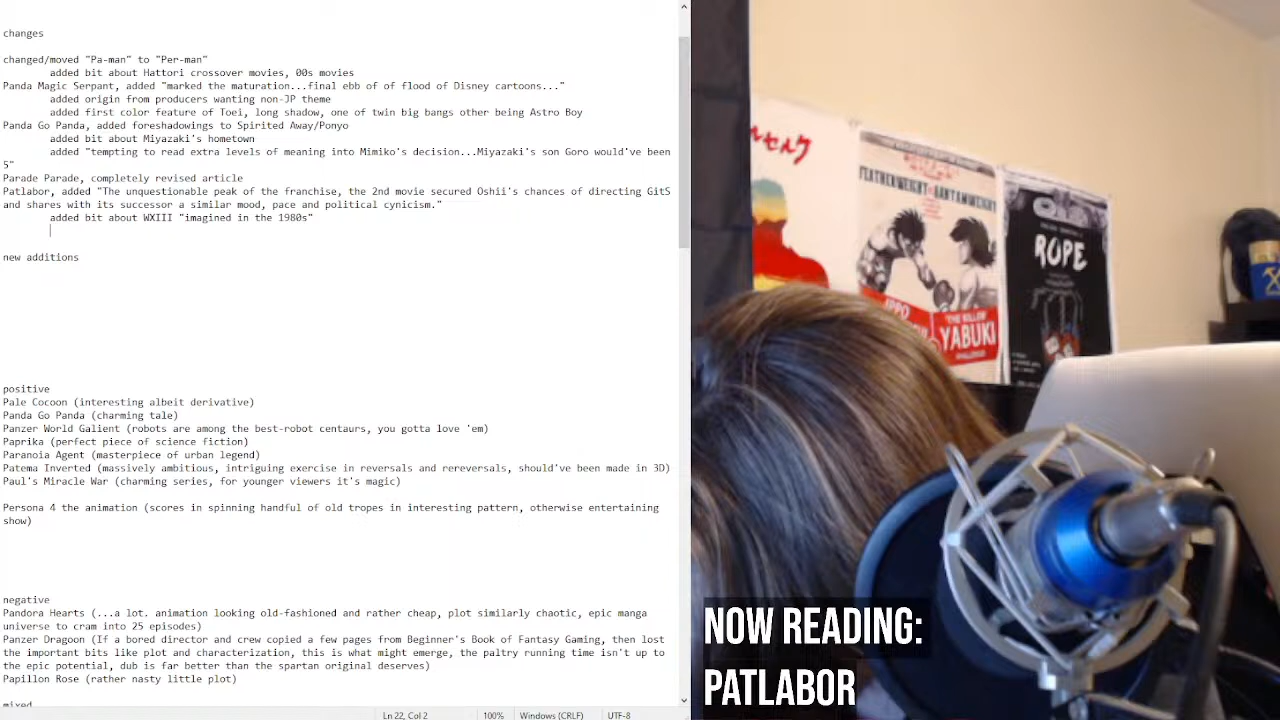 changes
changed/moved "Pa-man" to "Per-man"
added bit about Hattori crossover movies, 00s movies
Panda Magic Serpant, added "marked the maturation...final ebb of of flood of Disney cartoons..."
added origin from producers wanting non-JP theme
added first color feature of Toei, long shadow, one of twin big bangs other being Astro Boy
Panda Go Panda, added foreshadowings to Spirited Away/Ponyo
added bit about Miyazaki's hometown
added "tempting to read extra levels of meaning into Mimiko's decision...Miyazaki's son Goro would've been
5"
Parade Parade, completely revised article
Patlabor, added "The unquestionable peak of the franchise, the 2nd movie secured Oshii's chances of directing GitS
and shares with its successor a similar mood, pace and political cynicism."
added bit about WXIII "imagined in the 1980s"
new additions
positive
Pale Cocoon (interesting albeit derivative)
Panda Go Panda (charming tale)
Panzer World Galient (robots are among the best-robot centaurs, you gotta love 'em)
Paprika (perfect piece of science fiction)
Paranoia Agent (masterpiece of urban legend)
Patema Inverted (massively ambitious, intriguing exercise in reversals and rereversals, should've been made in 3D)
Paul's Miracle War (charming series, for younger viewers it's magic)
Persona 4 the animation (scores in spinning handful of old tropes in interesting pattern, otherwise entertaining
show)
negative
Pandora Hearts (...a lot. animation looking old-fashioned and rather cheap, plot similarly chaotic, epic manga
universe to cram into 25 episodes)
Panzer Dragoon (If a bored director and crew copied a few pages from Beginner's Book of Fantasy Gaming, then lost
the important bits like plot and characterization, this is what might emerge, the paltry running time isn't up to
the epic potential, dub is far better than the spartan original deserves)
Papillon Rose (rather nasty little plot)
mixed
Ln 22, Col 2
100%
Windows (CRLF)
UTF-8
ルセルク
FEATHERWEIGHT
BANTAMWEIGHT
IPPO
YABUKI
ROPE
NOW READING:
PATLABOR